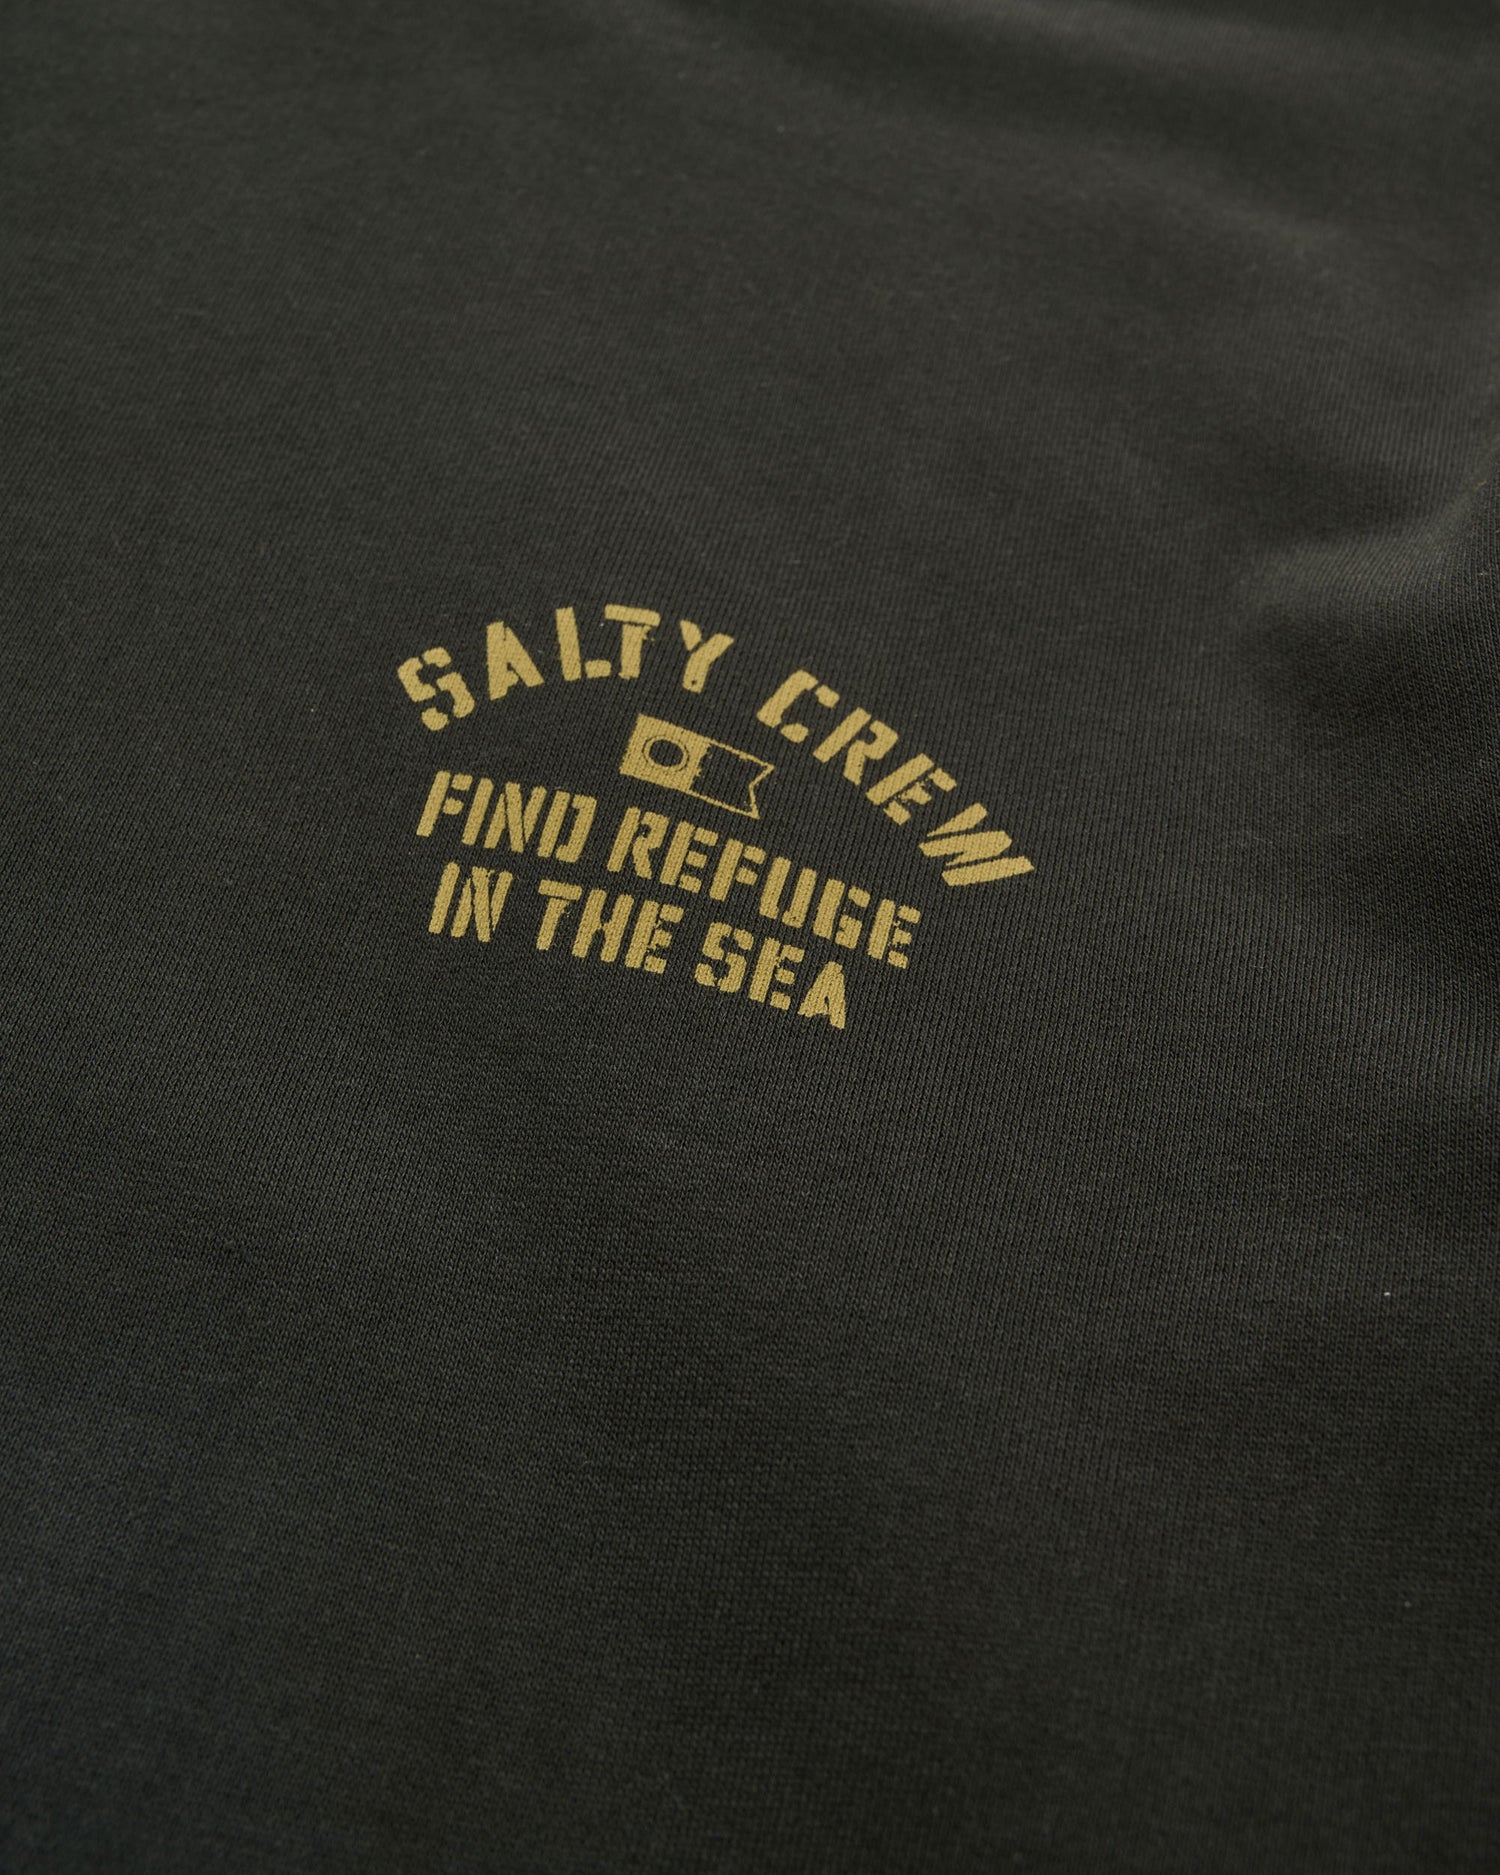 SALTY CREW
FIND REFUGE
IN THE SEA